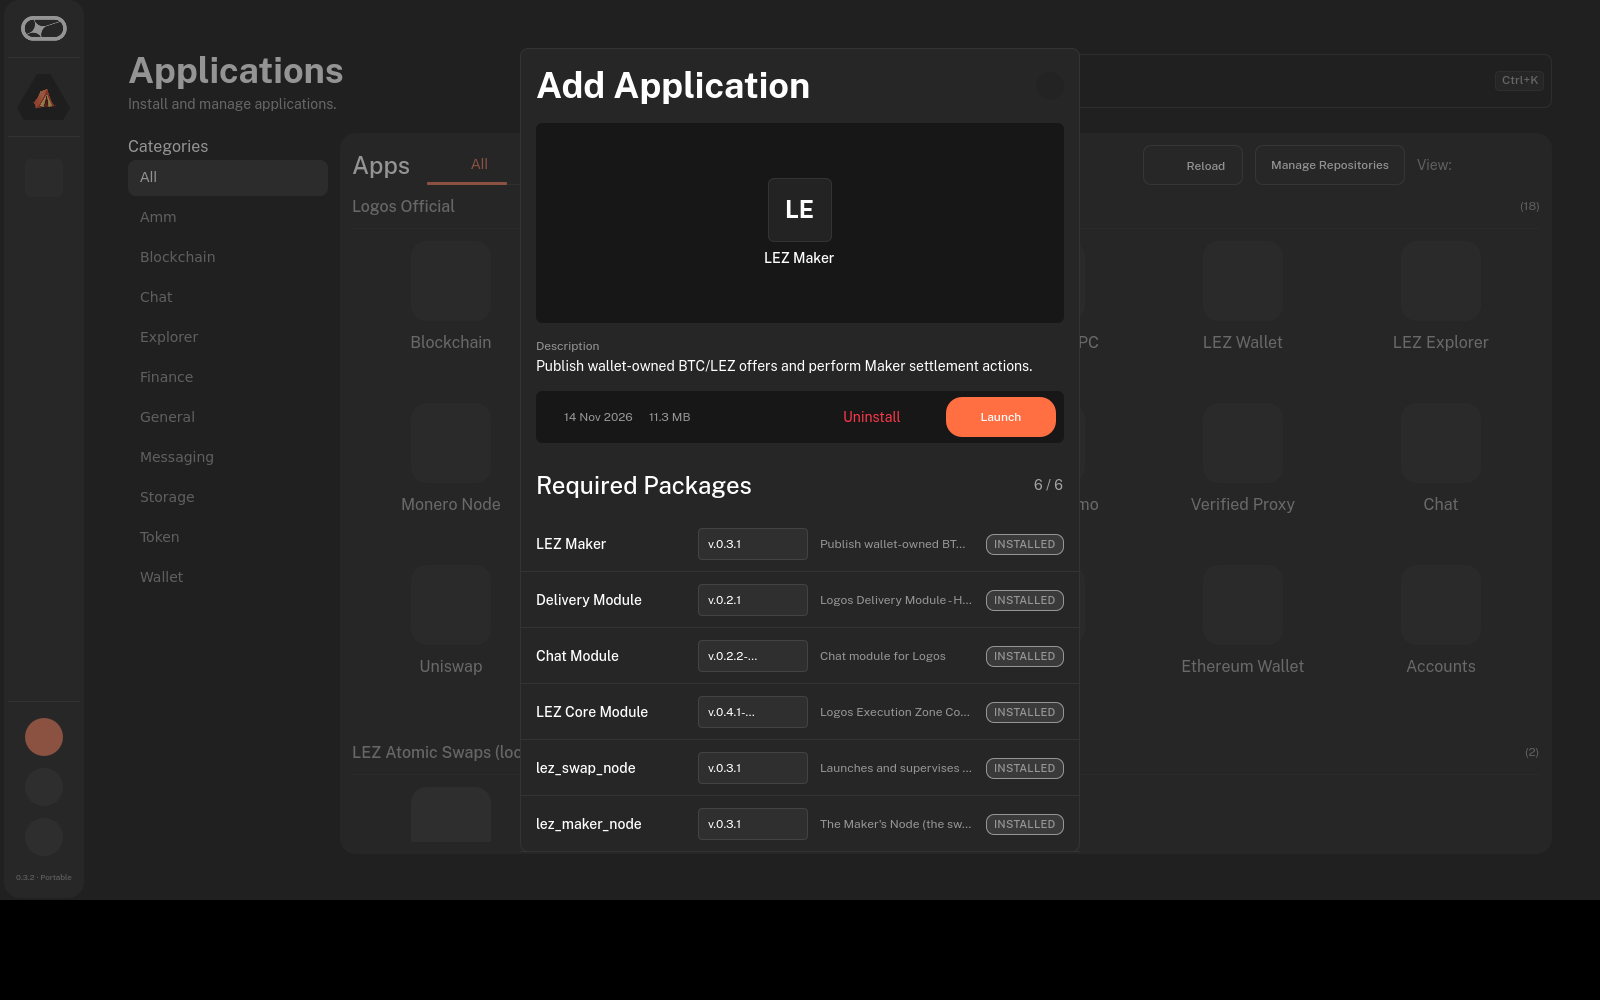 Applications
Install and manage applications.
Ctrl+K
Categories
All
Amm
Blockchain
Chat
Explorer
Finance
General
Messaging
Storage
Token
Wallet
Apps
All
Reload
Manage Repositories
View:
Logos Official
(18)
Blockchain
PC
LEZ Wallet
LEZ Explorer
Monero Node
mo
Verified Proxy
Chat
Uniswap
Ethereum Wallet
Accounts
LEZ Atomic Swaps (loc
(2)
0.3.2 - Portable
Add Application
LE
LEZ Maker
Description
Publish wallet-owned BTC/LEZ offers and perform Maker settlement actions.
14 Nov 2026
11.3 MB
Uninstall
Launch
Required Packages
6 / 6
LEZ Maker
v.0.3.1
Publish wallet-owned BT...
INSTALLED
Delivery Module
v.0.2.1
Logos Delivery Module - H...
INSTALLED
Chat Module
v.0.2.2-...
Chat module for Logos
INSTALLED
LEZ Core Module
v.0.4.1-...
Logos Execution Zone Co...
INSTALLED
lez_swap_node
v.0.3.1
Launches and supervises ...
INSTALLED
lez_maker_node
v.0.3.1
The Maker's Node (the sw...
INSTALLED